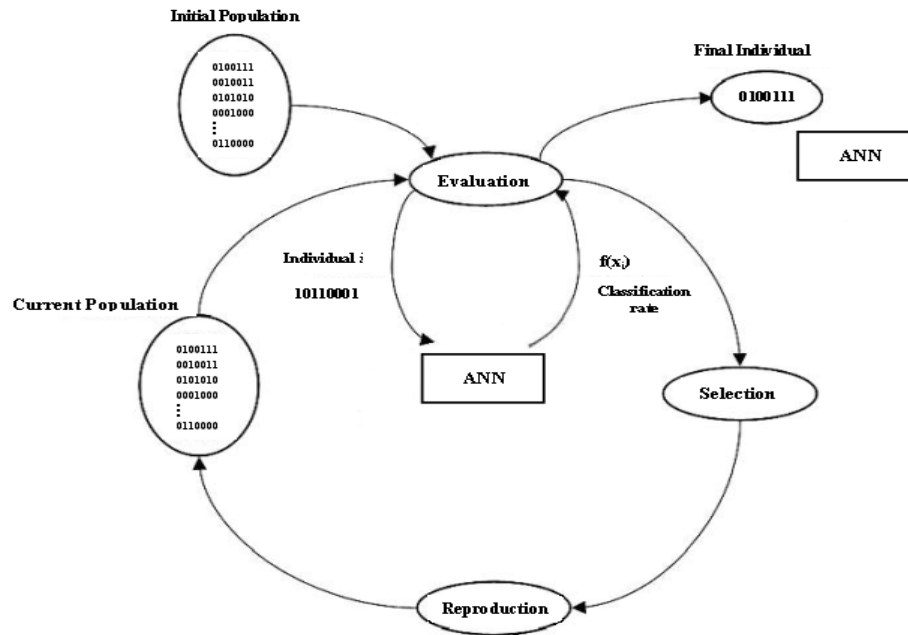 Initial Population
0100111
0010011
0101010
0001000
0110000
Final Individual
0100111
ANN
Evaluation
Individual i
10110001
f(xᵢ)
Classification
rate
ANN
Current Population
0100111
0010011
0101010
0001000
0110000
Selection
Reproduction